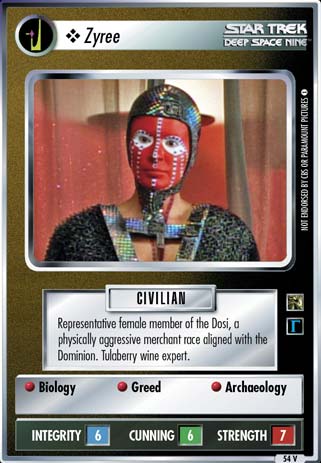 ❖ Zyree
STAR TREK
DEEP SPACE NINE
NOT ENDORSED BY CBS OR PARAMOUNT PICTURES
CIVILIAN
Representative female member of the Dosi, a
physically aggressive merchant race aligned with the
Dominion. Tulaberry wine expert.
Biology Greed Archaeology
INTEGRITY 6 CUNNING 6 STRENGTH 7
54 V